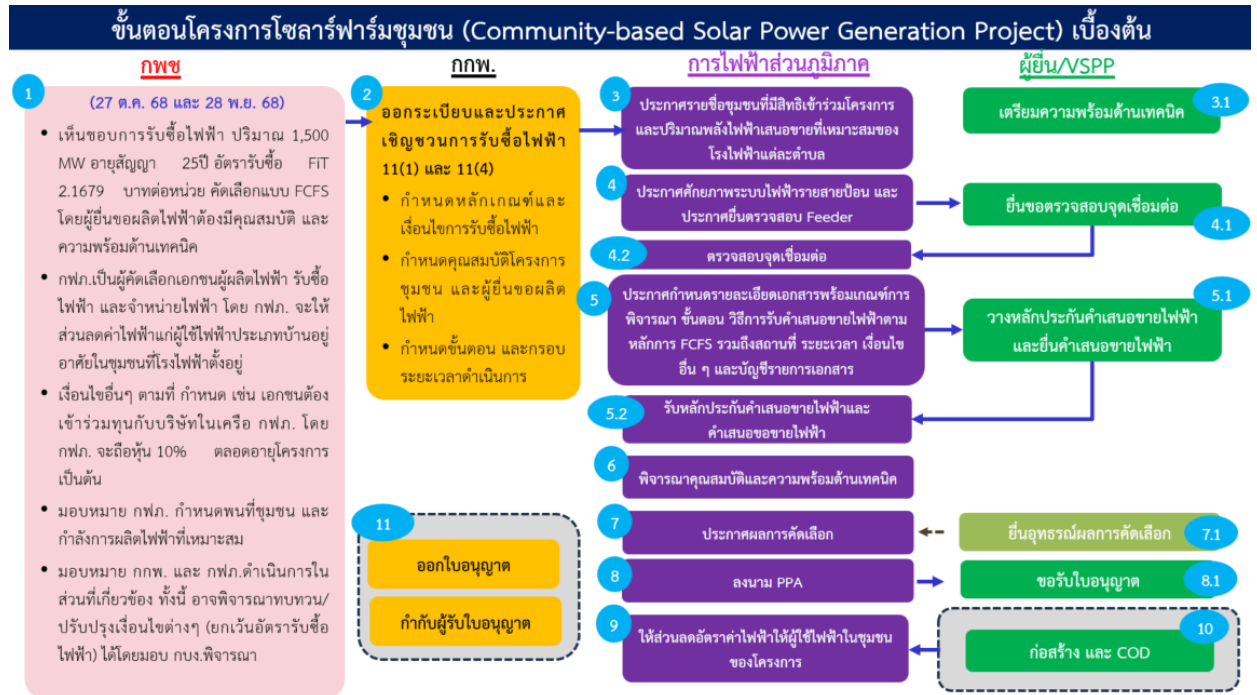 ขั้นตอนโครงการโซลาร์ฟาร์มชุมชน (Community-based Solar Power Generation Project) เบื้องต้น
กพช
1
(27 ต.ค. 68 และ 28 พ.ย. 68)
• เห็นชอบการรับซื้อไฟฟ้า ปริมาณ 1,500
MW อายุสัญญา 25ปี อัตรารับซื้อ FiT
2.1679 บาทต่อหน่วย คัดเลือกแบบ FCFS
โดยผู้ยื่นขอผลิตไฟฟ้าต้องมีคุณสมบัติ และ
ความพร้อมด้านเทคนิค
• กฟภ.เป็นผู้คัดเลือกเอกชนผู้ผลิตไฟฟ้า รับซื้อ
ไฟฟ้า และจำหน่ายไฟฟ้า โดย กฟภ. จะให้
ส่วนลดค่าไฟฟ้าแก่ผู้ใช้ไฟฟ้าประเภทบ้านอยู่
อาศัยในชุมชนที่โรงไฟฟ้าตั้งอยู่
• เงื่อนไขอื่นๆ ตามที่ กำหนด เช่น เอกชนต้อง
เข้าร่วมทุนกับบริษัทในเครือ กฟภ. โดย
กฟภ. จะถือหุ้น 10% ตลอดอายุโครงการ
เป็นต้น
• มอบหมาย กฟภ. กำหนดพนที่ชุมชน และ
กำลังการผลิตไฟฟ้าที่เหมาะสม
• มอบหมาย กกพ. และ กฟภ.ดำเนินการใน
ส่วนที่เกี่ยวข้อง ทั้งนี้ อาจพิจารณาทบทวน/
ปรับปรุงเงื่อนไขต่างๆ (ยกเว้นอัตรารับซื้อ
ไฟฟ้า) ได้โดยมอบ กบง.พิจารณา
กกพ.
2
ออกระเบียบและประกาศ
เชิญชวนการรับซื้อไฟฟ้า
11(1) และ 11(4)
• กำหนดหลักเกณฑ์และ
เงื่อนไขการรับซื้อไฟฟ้า
• กำหนดคุณสมบัติโครงการ
ชุมชน และผู้ยื่นขอผลิต
ไฟฟ้า
• กำหนดขั้นตอน และกรอบ
ระยะเวลาดำเนินการ
11
ออกใบอนุญาต
กำกับผู้รับใบอนุญาต
การไฟฟ้าส่วนภูมิภาค
3
ประกาศรายชื่อชุมชนที่มีสิทธิเข้าร่วมโครงการ
และปริมาณพลังไฟฟ้าเสนอขายที่เหมาะสมของ
โรงไฟฟ้าแต่ละตำบล
4
ประกาศศักยภาพระบบไฟฟ้ารายสายป้อน และ
ประกาศยื่นตรวจสอบ Feeder
4.2
ตรวจสอบจุดเชื่อมต่อ
5
ประกาศกำหนดรายละเอียดเอกสารพร้อมเกณฑ์การ
พิจารณา ขั้นตอน วิธีการรับคำเสนอขายไฟฟ้าตาม
หลักการ FCFS รวมถึงสถานที่ ระยะเวลา เงื่อนไข
อื่น ๆ และบัญชีรายการเอกสาร
5.2
รับหลักประกันคำเสนอขายไฟฟ้าและ
คำเสนอขอขายไฟฟ้า
6
พิจารณาคุณสมบัติและความพร้อมด้านเทคนิค
7
ประกาศผลการคัดเลือก
8
ลงนาม PPA
9
ให้ส่วนลดอัตราค่าไฟฟ้าให้ผู้ใช้ไฟฟ้าในชุมชน
ของโครงการ
ผู้ยื่น/VSPP
เตรียมความพร้อมด้านเทคนิค
3.1
ยื่นขอตรวจสอบจุดเชื่อมต่อ
4.1
5.1
วางหลักประกันคำเสนอขายไฟฟ้า
และยื่นคำเสนอขายไฟฟ้า
ยื่นอุทธรณ์ผลการคัดเลือก
7.1
ขอรับใบอนุญาต
8.1
10
ก่อสร้าง และ COD